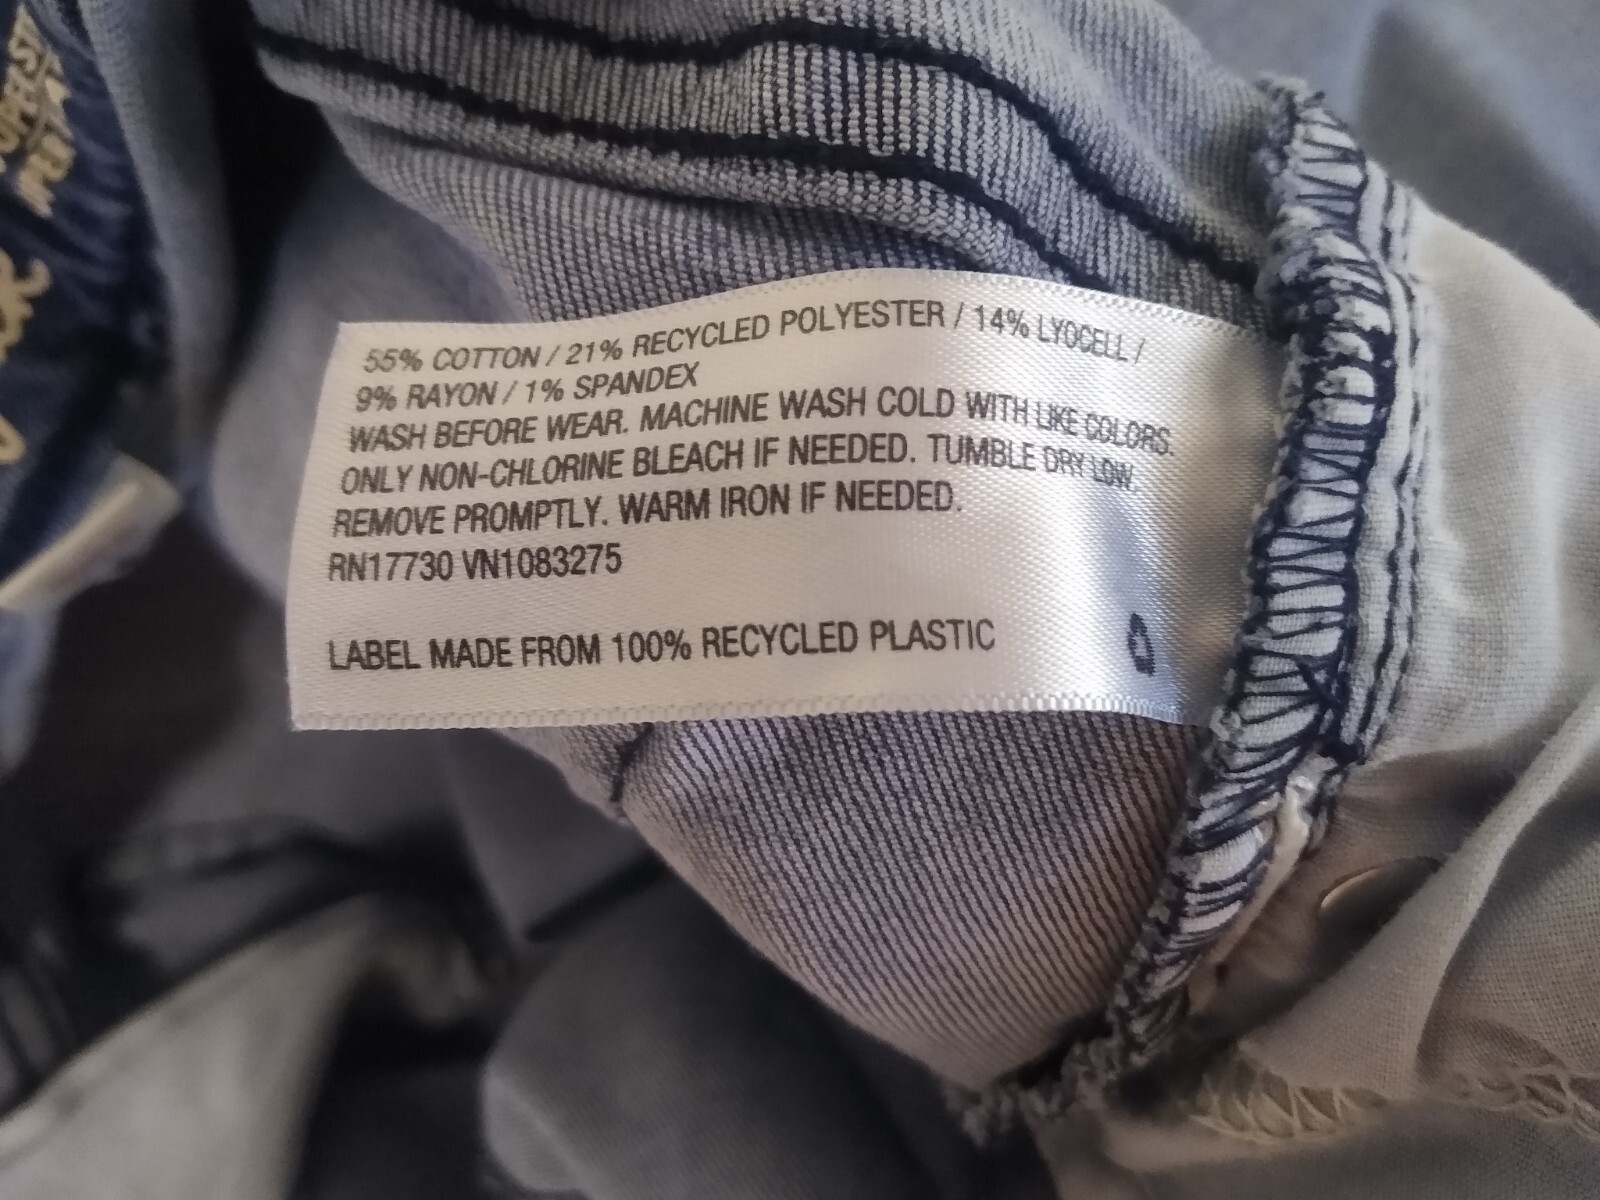 55% COTTON / 21% RECYCLED POLYESTER / 14% LYOCELL /
9% RAYON / 1% SPANDEX
WASH BEFORE WEAR. MACHINE WASH COLD WITH LIKE COLORS.
ONLY NON-CHLORINE BLEACH IF NEEDED. TUMBLE DRY LOW.
REMOVE PROMPTLY. WARM IRON IF NEEDED.
RN17730 VN1083275
LABEL MADE FROM 100% RECYCLED PLASTIC